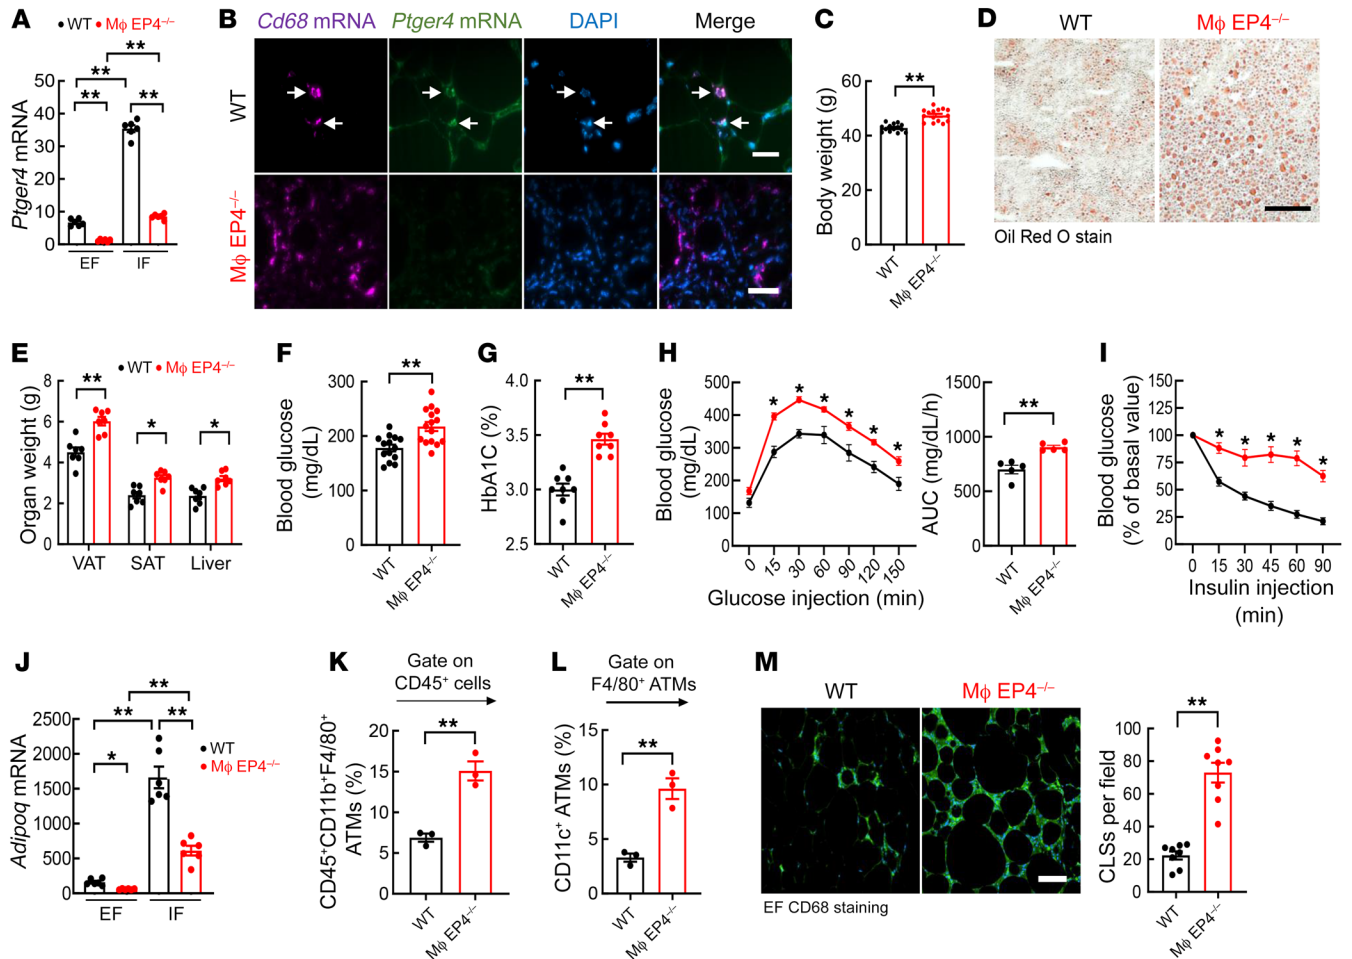 A
WT Mφ EP4⁻/⁻
**
**
**
**
Ptger4 mRNA
50
40
30
20
10
0
EF IF
B
Cd68 mRNA Ptger4 mRNA DAPI Merge
WT
Mφ EP4⁻/⁻
C
**
Body weight (g)
60
40
20
0
WT
Mφ EP4⁻/⁻
D
WT Mφ EP4⁻/⁻
Oil Red O stain
E
WT Mφ EP4⁻/⁻
**
*
*
Organ weight (g)
8
6
4
2
0
VAT SAT Liver
F
**
Blood glucose
(mg/dL)
300
200
100
0
WT
Mφ EP4⁻/⁻
G
**
HbA1C (%)
4.0
3.5
3.0
2.5
WT
Mφ EP4⁻/⁻
H
Blood glucose
(mg/dL)
500
400
300
200
100
0
* * * * * *
0 15 30 60 90 120 150
Glucose injection (min)
AUC (mg/dL/h)
1500
1000
500
0
**
WT
Mφ EP4⁻/⁻
I
Blood glucose
(% of basal value)
150
125
100
75
50
25
0
* * * * *
0 15 30 45 60 90
Insulin injection
(min)
J
**
** **
*
WT
Mφ EP4⁻/⁻
Adipoq mRNA
2500
2000
1500
1000
500
0
EF IF
K
Gate on
CD45⁺ cells
**
CD45⁺CD11b⁺F4/80⁺
ATMs (%)
20
15
10
5
0
WT
Mφ EP4⁻/⁻
L
Gate on
F4/80⁺ ATMs
**
CD11c⁺ ATMs (%)
15
10
5
0
WT
Mφ EP4⁻/⁻
M
WT Mφ EP4⁻/⁻
EF CD68 staining
**
CLSs per field
100
80
60
40
20
0
WT
Mφ EP4⁻/⁻